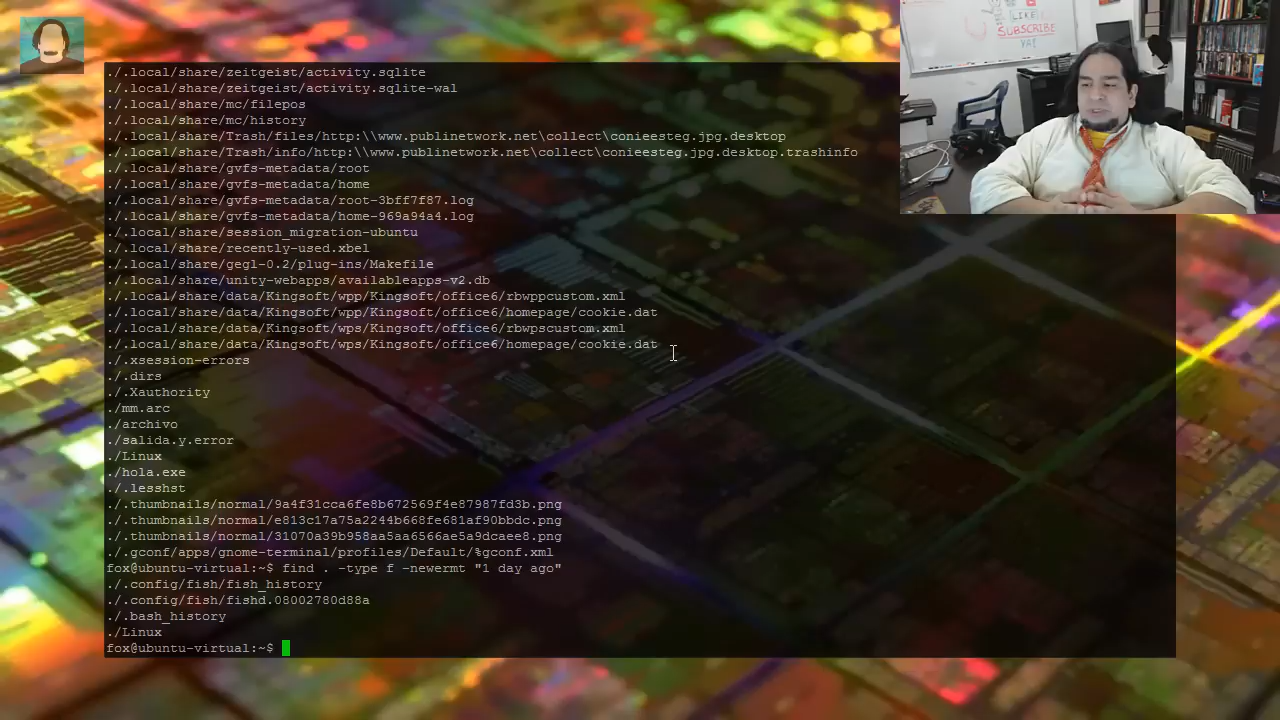 LIKE
SUBSCRIBE
YA!
./.local/share/zeitgeist/activity.sqlite
./.local/share/zeitgeist/activity.sqlite-wal
./.local/share/mc/filepos
./.local/share/mc/history
./.local/share/Trash/files/http:\\www.publinetwork.net\collect\conieesteg.jpg.desktop
./.local/share/Trash/info/http:\\www.publinetwork.net\collect\conieesteg.jpg.desktop.trashinfo
./.local/share/gvfs-metadata/root
./.local/share/gvfs-metadata/home
./.local/share/gvfs-metadata/root-3bff7f87.log
./.local/share/gvfs-metadata/home-969a94a4.log
./.local/share/session_migration-ubuntu
./.local/share/recently-used.xbel
./.local/share/gegl-0.2/plug-ins/Makefile
./.local/share/unity-webapps/availableapps-v2.db
./.local/share/data/Kingsoft/wpp/Kingsoft/office6/rbwppcustom.xml
./.local/share/data/Kingsoft/wpp/Kingsoft/office6/homepage/cookie.dat
./.local/share/data/Kingsoft/wps/Kingsoft/office6/rbwpscustom.xml
./.local/share/data/Kingsoft/wps/Kingsoft/office6/homepage/cookie.dat
./.xsession-errors
./.dirs
./.Xauthority
./mm.arc
./archivo
./salida.y.error
./Linux
./hola.exe
./.lesshst
./.thumbnails/normal/9a4f31cca6fe8b672569f4e87987fd3b.png
./.thumbnails/normal/e813c17a75a2244b668fe681af90bbdc.png
./.thumbnails/normal/31070a39b958aa5aa6566ae5a9dcaee8.png
./.gconf/apps/gnome-terminal/profiles/Default/%gconf.xml
fox@ubuntu-virtual:~$ find . -type f -newermt "1 day ago"
./.config/fish/fish_history
./.config/fish/fishd.08002780d88a
./.bash_history
./Linux
fox@ubuntu-virtual:~$